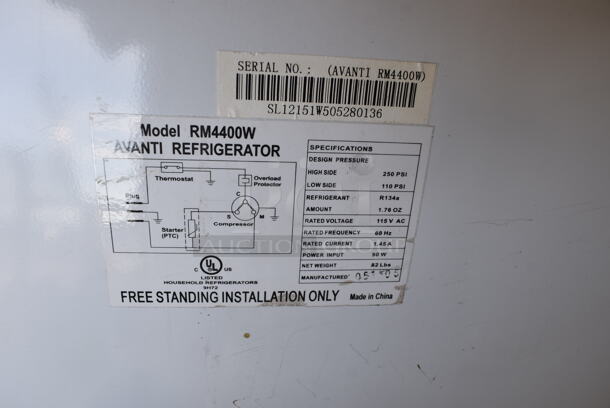 SERIAL NO.: (AVANTI RM4400W)
SL12151W505280136
Model RM4400W
AVANTI REFRIGERATOR
Thermostat
Overload
Protector
Plug
C
S
M
Starter
(PTC)
Compressor
C UL US
LISTED
HOUSEHOLD REFRIGERATORS
9H72
SPECIFICATIONS
DESIGN PRESSURE
HIGH SIDE 250 PSI
LOW SIDE 110 PSI
REFRIGERANT R134a
AMOUNT 1.76 OZ
RATED VOLTAGE 115 V AC
RATED FREQUENCY 60 Hz
RATED CURRENT 1.45 A
POWER INPUT 90 W
NET WEIGHT 82 Lbs
MANUFACTURED
FREE STANDING INSTALLATION ONLY Made in China